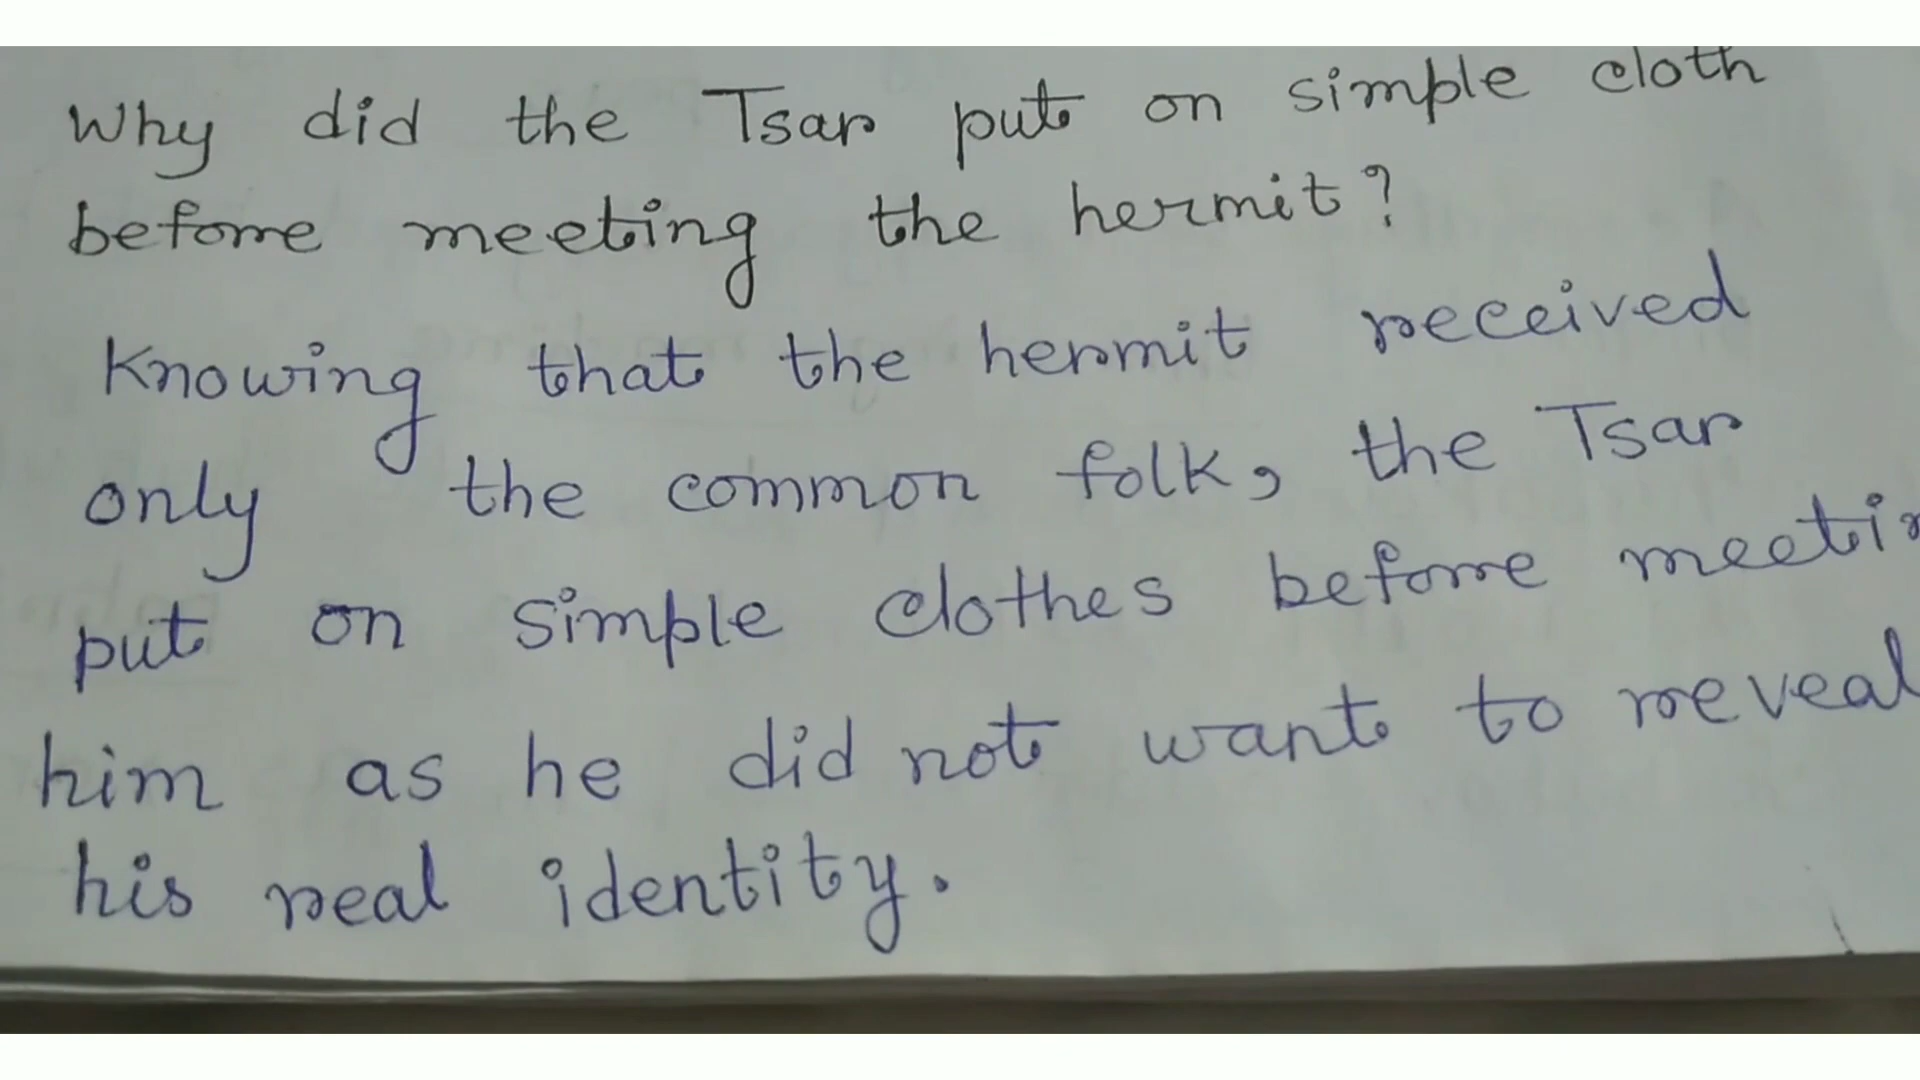 Why did the Tsar put on simple cloth
before meeting the hermit?
Knowing that the hermit received
only the common folk, the Tsar
put on simple clothes before meetin
him as he did not want to reveal
his real identity.